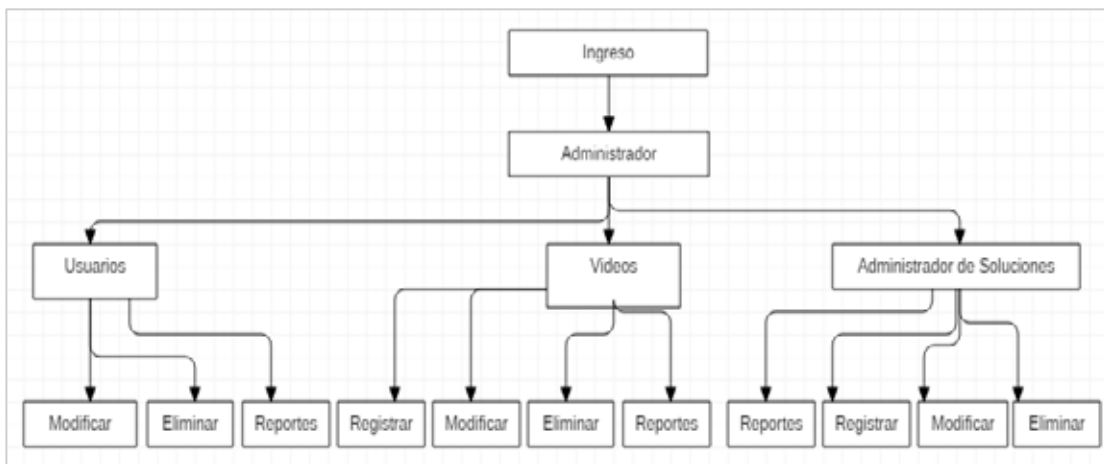 Ingreso
Administrador
Usuarios
Videos
Administrador de Soluciones
Modificar
Eliminar
Reportes
Registrar
Modificar
Eliminar
Reportes
Reportes
Registrar
Modificar
Eliminar